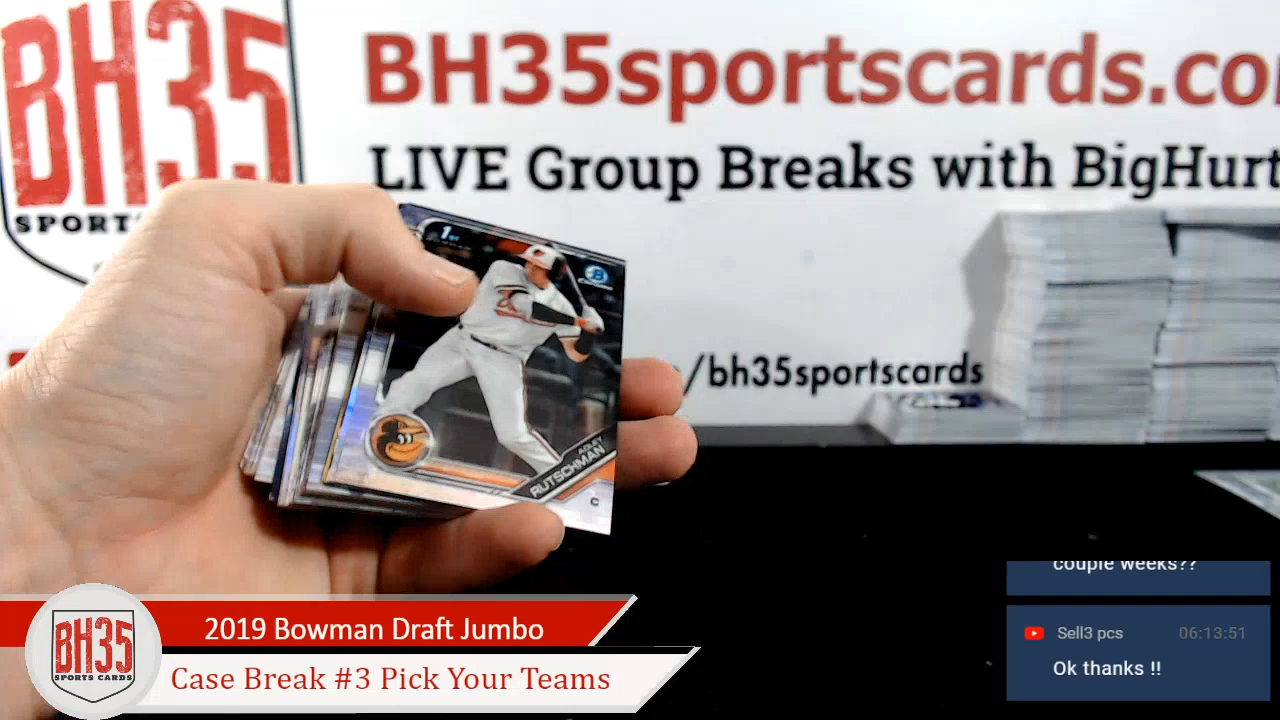 BH35
SPORT
BH35sportscards.co
LIVE Group Breaks with BigHurt
/bh35sportscards
1ST
B
ADLEY
RUTSCHMAN
C
2019 Bowman Draft Jumbo
Case Break #3 Pick Your Teams
BH35
SPORTS CARDS
couple weeks??
Sell3 pcs 06:13:51
Ok thanks !!